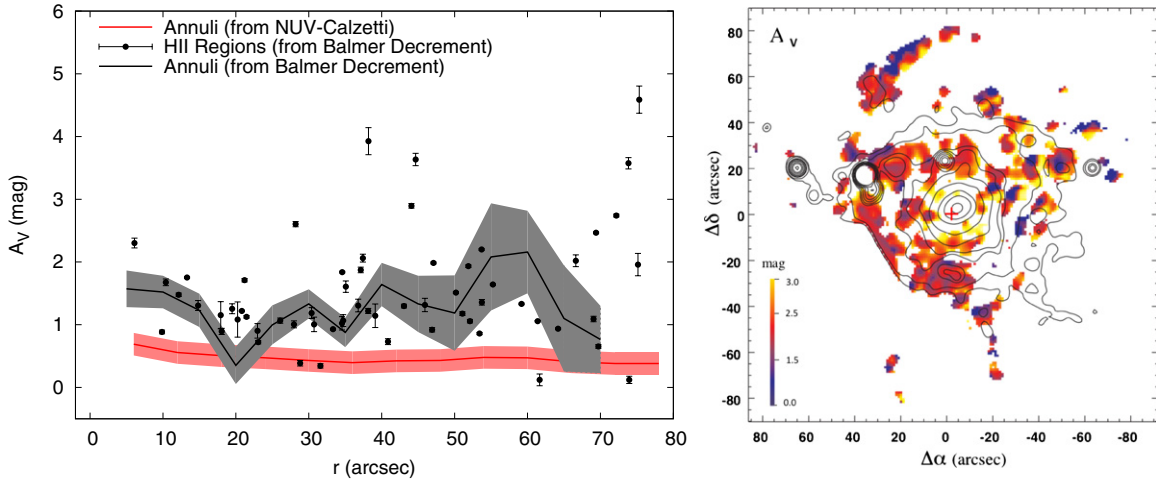 Annuli (from NUV-Calzetti)
HII Regions (from Balmer Decrement)
Annuli (from Balmer Decrement)
6
5
4
3
2
1
0
A_V (mag)
0 10 20 30 40 50 60 70 80
r (arcsec)
A_v
80
60
40
20
0
-20
-40
-60
-80
Δδ (arcsec)
mag
3.0
2.5
1.5
0.0
80 60 40 20 0 -20 -40 -60 -80
Δα (arcsec)